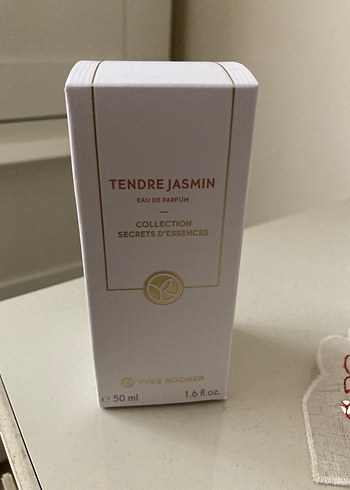 TENDRE JASMIN
EAU DE PARFUM
COLLECTION
SECRETS D'ESSENCES
YVES ROCHER
50 ml 1.6 fl.oz.